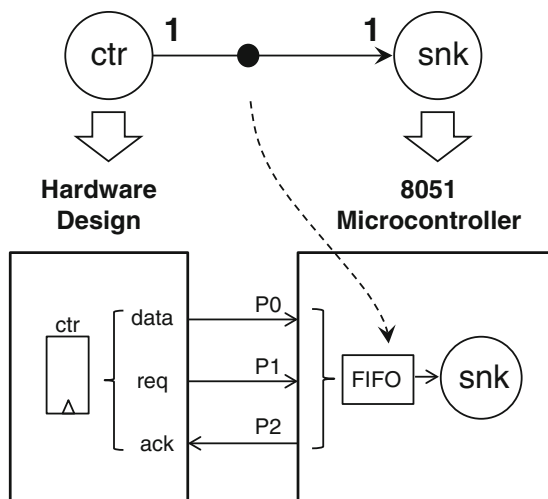 1 1
ctr snk
Hardware 8051
Design Microcontroller
data P0
ctr
req P1 FIFO snk
ack P2